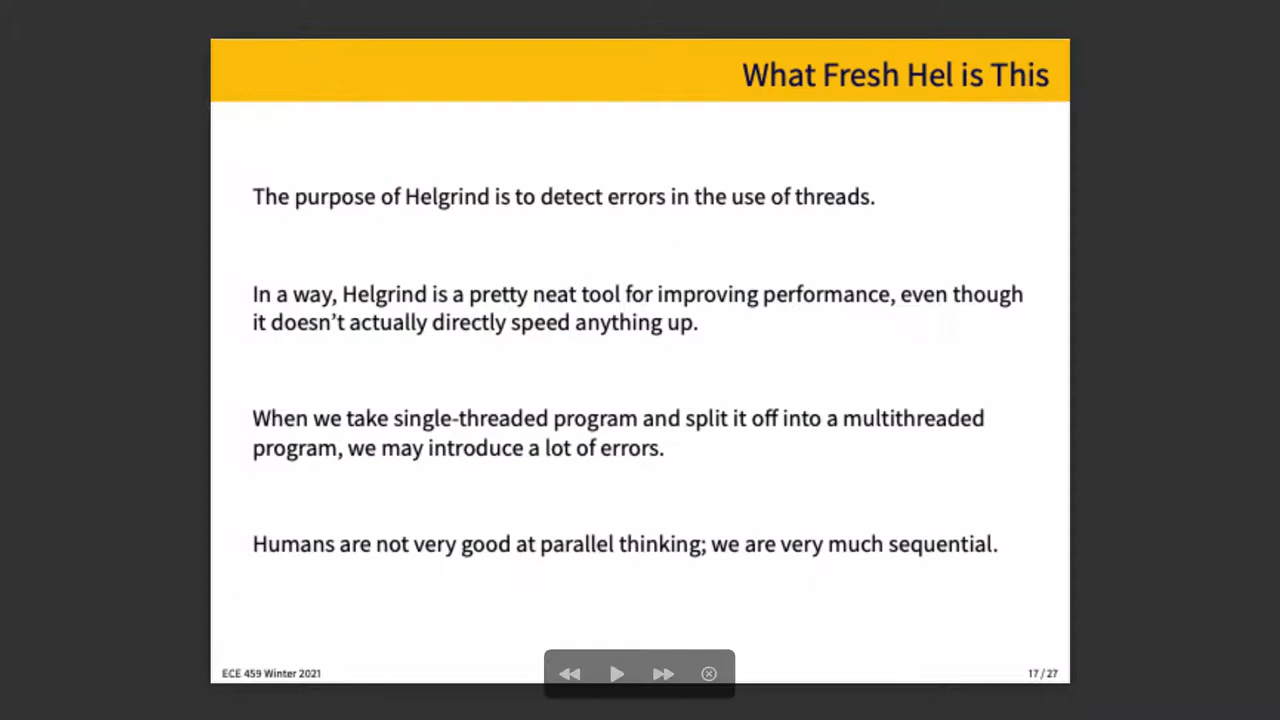 What Fresh Hel is This
The purpose of Helgrind is to detect errors in the use of threads.
In a way, Helgrind is a pretty neat tool for improving performance, even though
it doesn’t actually directly speed anything up.
When we take single-threaded program and split it off into a multithreaded
program, we may introduce a lot of errors.
Humans are not very good at parallel thinking; we are very much sequential.
ECE 459 Winter 2021
17 / 27